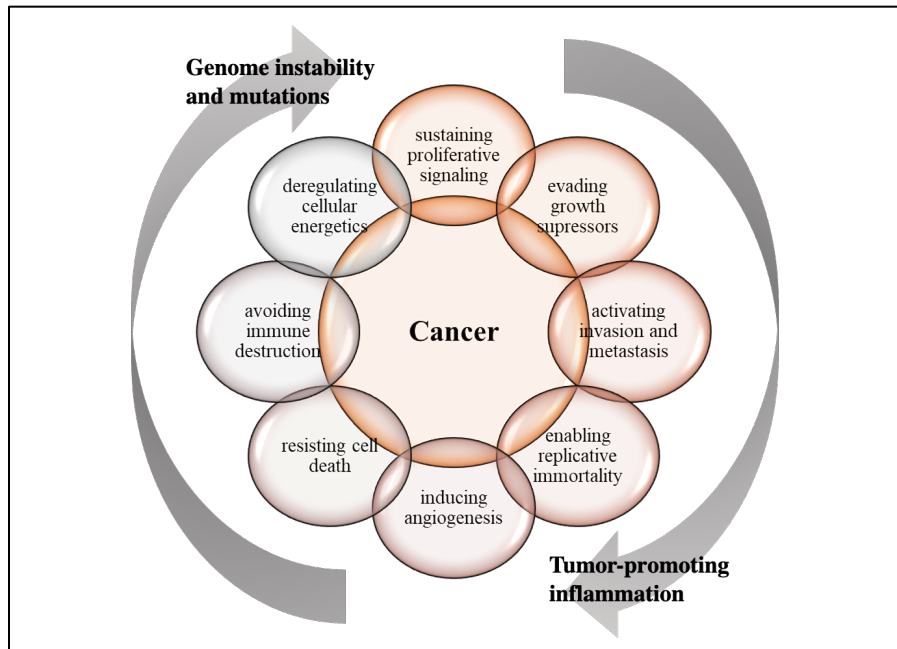 Genome instability
and mutations
sustaining
proliferative
signaling
evading
growth
supressors
activating
invasion and
metastasis
enabling
replicative
immortality
inducing
angiogenesis
resisting cell
death
avoiding
immune
destruction
deregulating
cellular
energetics
Cancer
Tumor-promoting
inflammation